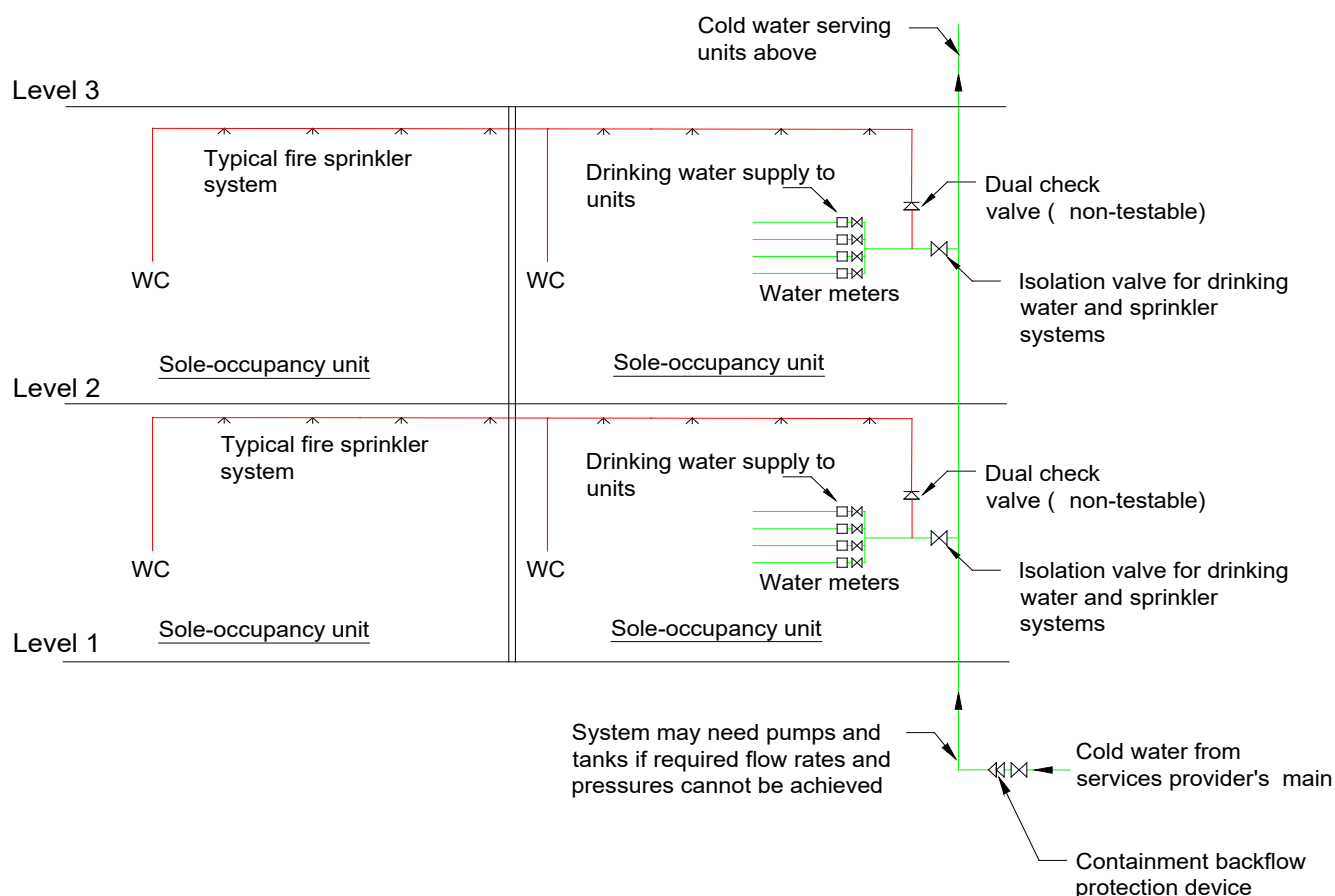 Cold water serving
units above
Level 3
Typical fire sprinkler
system
Drinking water supply to
units
Dual check
valve ( non-testable)
WC
WC
Water meters
Isolation valve for drinking
water and sprinkler
systems
Sole-occupancy unit
Sole-occupancy unit
Level 2
Typical fire sprinkler
system
Drinking water supply to
units
Dual check
valve ( non-testable)
WC
WC
Water meters
Isolation valve for drinking
water and sprinkler
systems
Sole-occupancy unit
Sole-occupancy unit
Level 1
System may need pumps and
tanks if required flow rates and
pressures cannot be achieved
Cold water from
services provider's main
Containment backflow
protection device